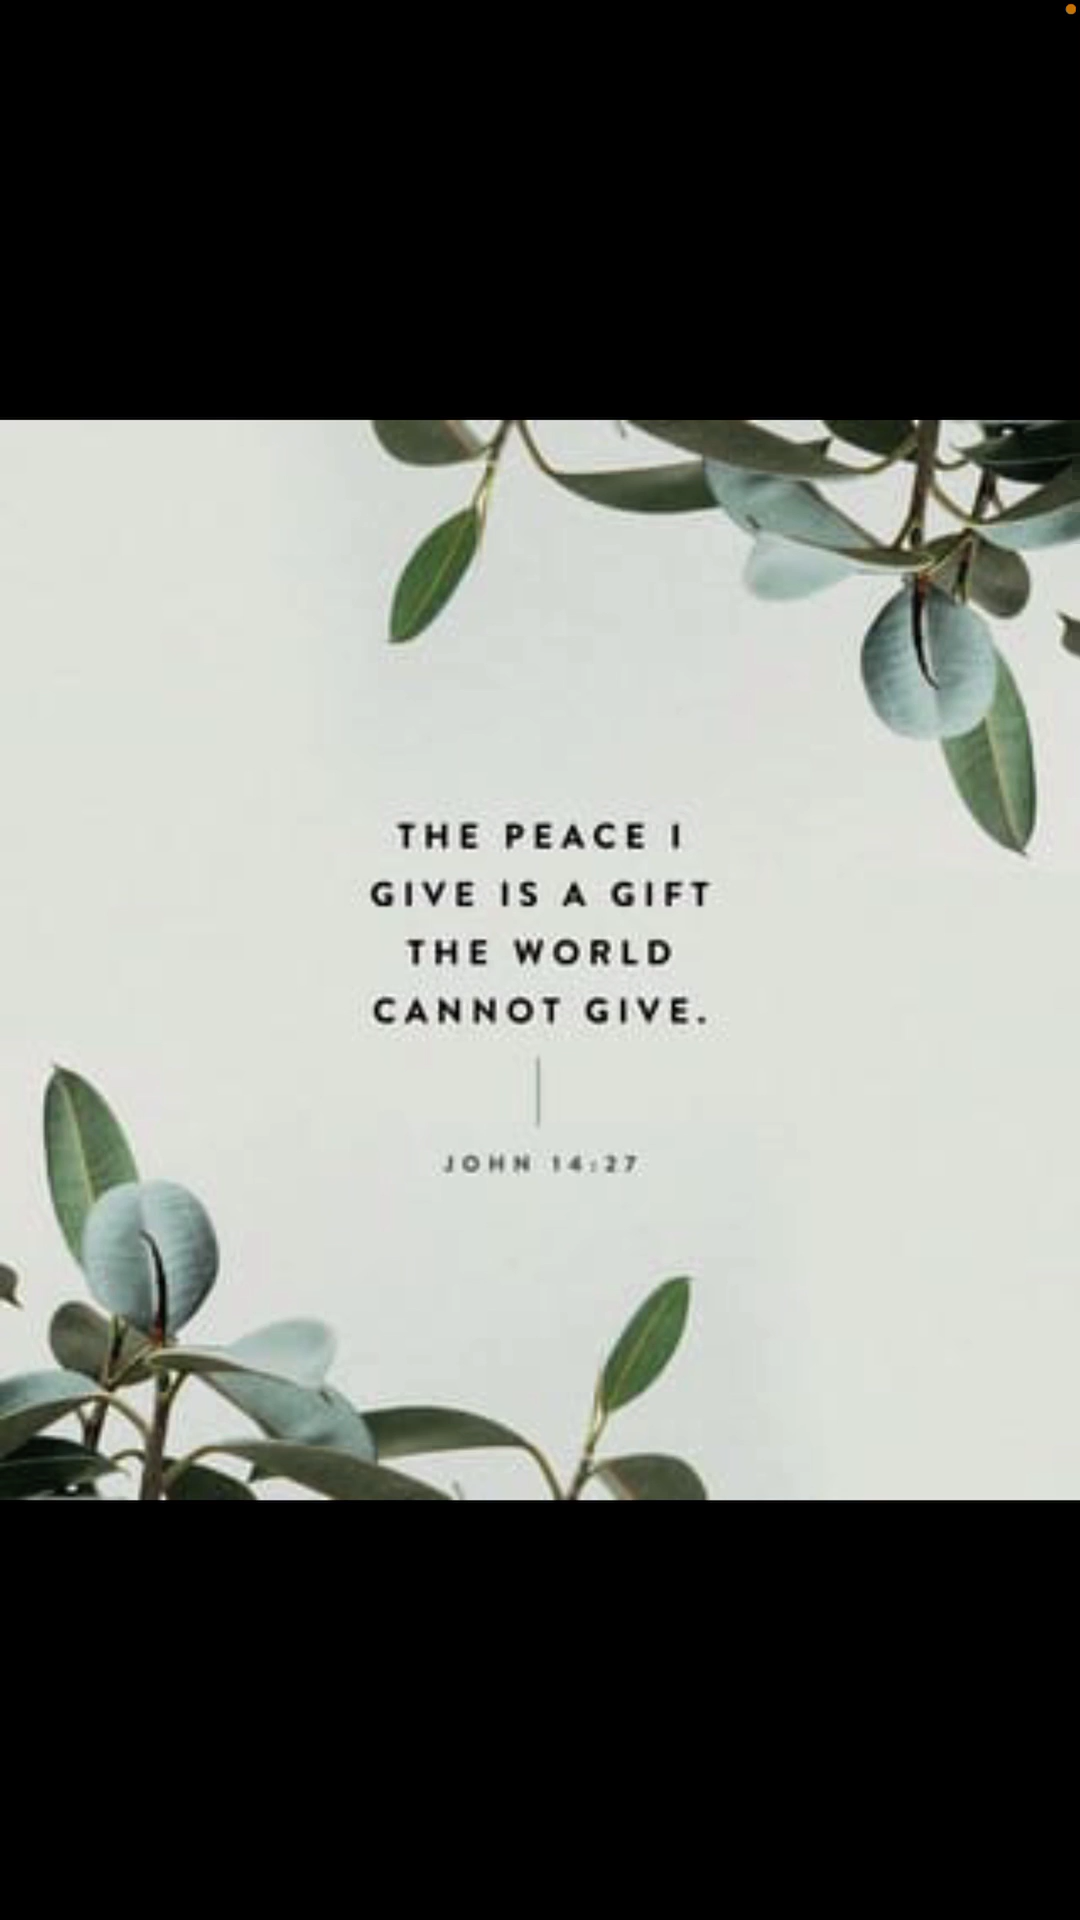 THE PEACE I
GIVE IS A GIFT
THE WORLD
CANNOT GIVE.
JOHN 14:27